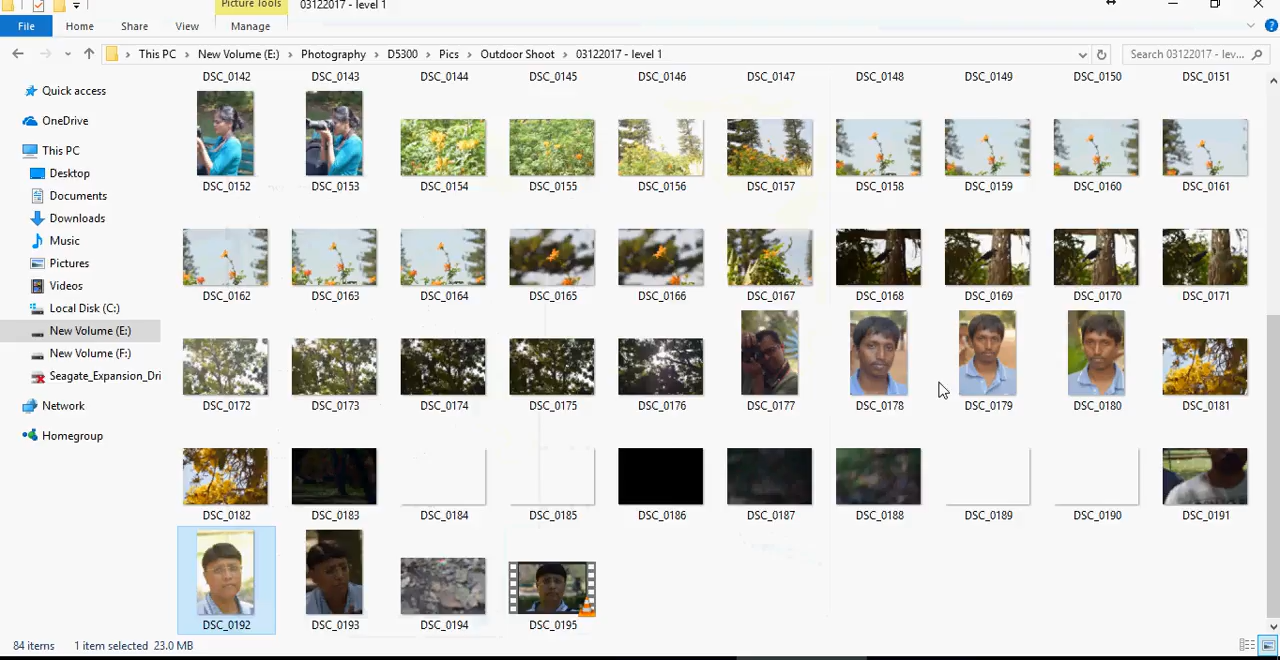 Picture Tools
03122017 - level 1
File
Home
Share
View
Manage
This PC
New Volume (E:)
Photography
D5300
Pics
Outdoor Shoot
03122017 - level 1
Search 03122017 - lev...
Quick access
OneDrive
This PC
Desktop
Documents
Downloads
Music
Pictures
Videos
Local Disk (C:)
New Volume (E:)
New Volume (F:)
Seagate_Expansion_Dri
Network
Homegroup
DSC_0142 DSC_0143 DSC_0144 DSC_0145 DSC_0146 DSC_0147 DSC_0148 DSC_0149 DSC_0150 DSC_0151
DSC_0152 DSC_0153 DSC_0154 DSC_0155 DSC_0156 DSC_0157 DSC_0158 DSC_0159 DSC_0160 DSC_0161
DSC_0162 DSC_0163 DSC_0164 DSC_0165 DSC_0166 DSC_0167 DSC_0168 DSC_0169 DSC_0170 DSC_0171
DSC_0172 DSC_0173 DSC_0174 DSC_0175 DSC_0176 DSC_0177 DSC_0178 DSC_0179 DSC_0180 DSC_0181
DSC_0182 DSC_0183 DSC_0184 DSC_0185 DSC_0186 DSC_0187 DSC_0188 DSC_0189 DSC_0190 DSC_0191
DSC_0192 DSC_0193 DSC_0194 DSC_0195
84 items 1 item selected 23.0 MB